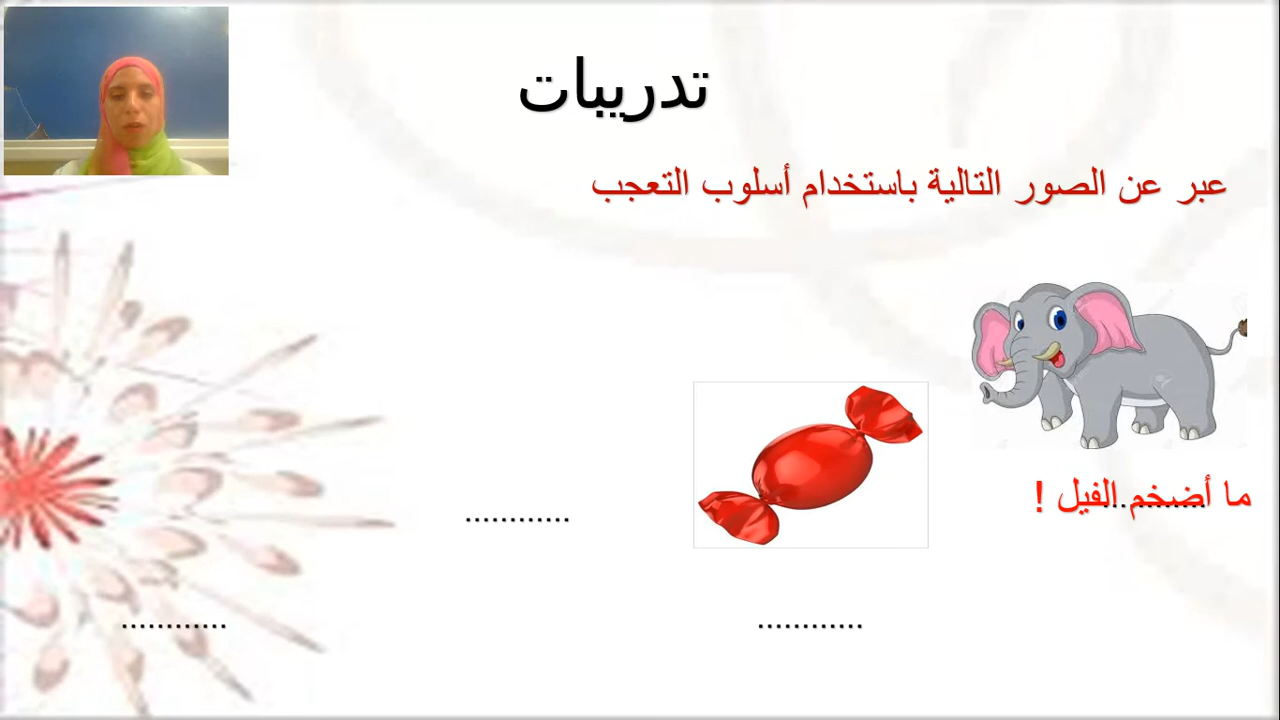 تدريبات
عبر عن الصور التالية باستخدام أسلوب التعجب
ما أضخم الفيل !
............
............
............